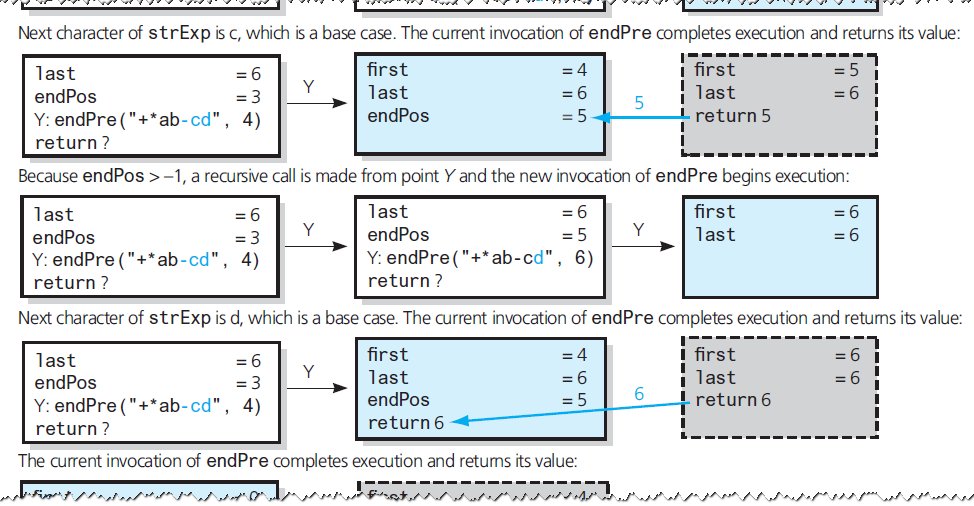 Next character of strExp is c, which is a base case. The current invocation of endPre completes execution and returns its value:
last = 6
endPos = 3
Y: endPre("+*ab-cd", 4)
return ?
Y
first = 4
last = 6
endPos = 5
5
first = 5
last = 6
return 5
Because endPos > –1, a recursive call is made from point Y and the new invocation of endPre begins execution:
last = 6
endPos = 3
Y: endPre("+*ab-cd", 4)
return ?
Y
last = 6
endPos = 5
Y: endPre("+*ab-cd", 6)
return ?
Y
first = 6
last = 6
Next character of strExp is d, which is a base case. The current invocation of endPre completes execution and returns its value:
last = 6
endPos = 3
Y: endPre("+*ab-cd", 4)
return ?
Y
first = 4
last = 6
endPos = 5
return 6
6
first = 6
last = 6
return 6
The current invocation of endPre completes execution and returns its value: